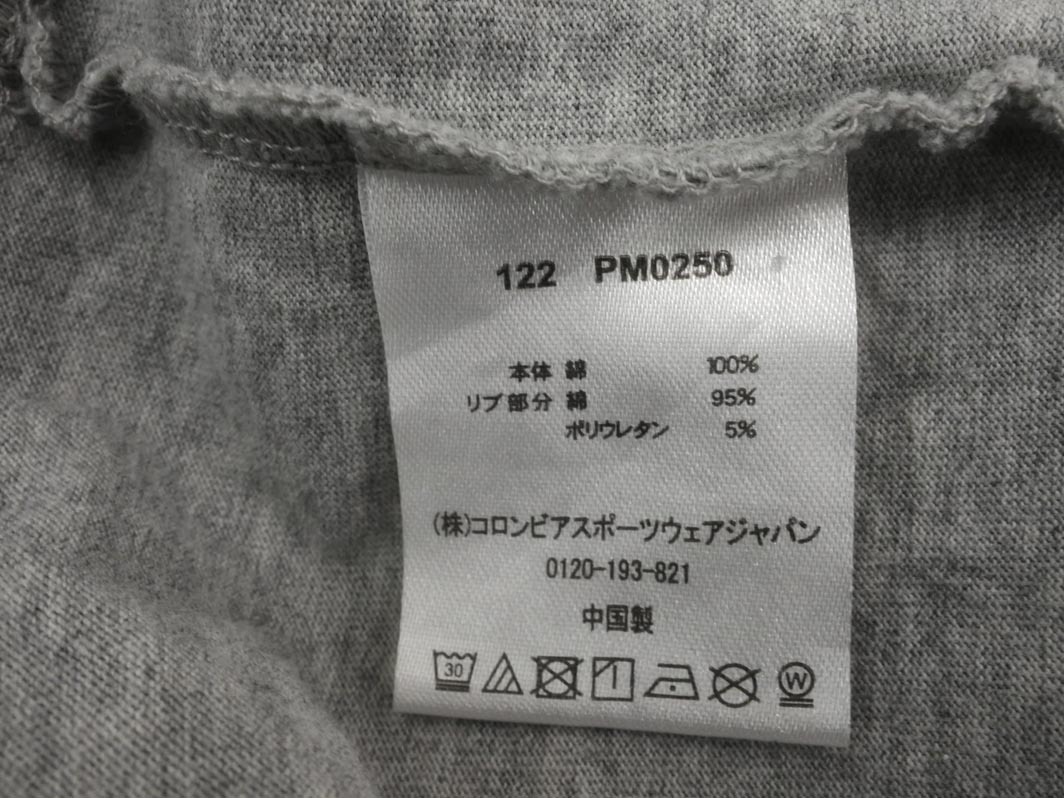 122 PM0250
本体 綿 100%
リブ部分 綿 95%
ポリウレタン 5%
(株)コロンビアスポーツウェアジャパン
0120-193-821
中国製
30 W